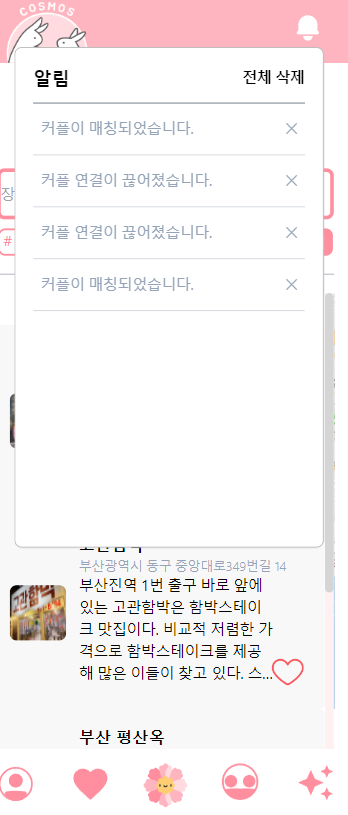 COSMOS
알림
전체 삭제
커플이 매칭되었습니다.
커플 연결이 끊어졌습니다.
커플 연결이 끊어졌습니다.
커플이 매칭되었습니다.
장
#
부산광역시 동구 중앙대로349번길 14
부산진역 1번 출구 바로 앞에
있는 고관함박은 함박스테이
크 맛집이다. 비교적 저렴한 가
격으로 함박스테이크를 제공
해 많은 이들이 찾고 있다. 스...
부산 평산옥